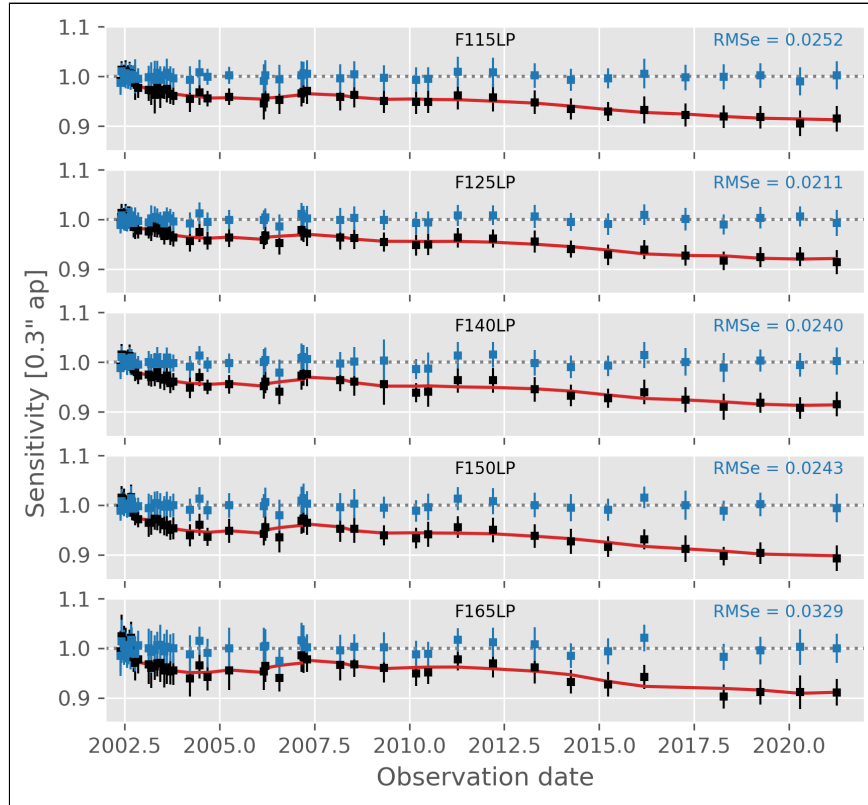 F115LP
RMSe = 0.0252
1.1
1.0
0.9
F125LP
RMSe = 0.0211
1.1
1.0
0.9
F140LP
RMSe = 0.0240
1.1
1.0
0.9
F150LP
RMSe = 0.0243
1.1
1.0
0.9
F165LP
RMSe = 0.0329
1.1
1.0
0.9
Sensitivity [0.3" ap]
2002.5 2005.0 2007.5 2010.0 2012.5 2015.0 2017.5 2020.0
Observation date